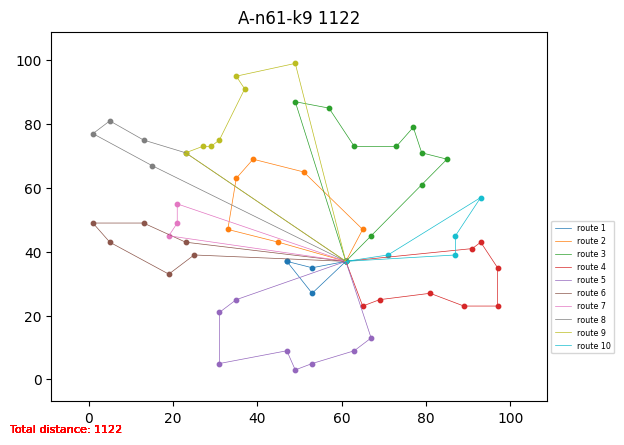 A-n61-k9 1122
100
80
60
40
20
0
0 20 40 60 80 100
route 1
route 2
route 3
route 4
route 5
route 6
route 7
route 8
route 9
route 10
Total distance: 1122